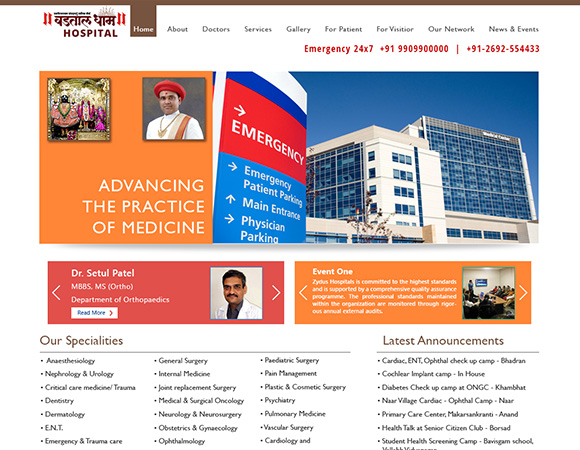 वडताल धाम
HOSPITAL
Home
About
Doctors
Services
Gallery
For Patient
For Visitior
Our Network
News & Events
Emergency 24x7 +91 9909900000 | +91-2692-554433
ADVANCING
THE PRACTICE
OF MEDICINE
EMERGENCY
Emergency
Patient Parking
Main Entrance
Physician
Parking
Dr. Setul Patel
MBBS, MS (Ortho)
Department of Orthopaedics
Read More
Event One
Zydus Hospitals is committed to the highest standards
and is supported by a comprehensive quality assurance
programme. The professional standards maintained
within the organization are monitored through rigor-
ous annual external audits.
Our Specialities
• Anaesthesiology
• Nephrology & Urology
• Critical care medicine/ Trauma
• Dentistry
• Dermatology
• E.N.T.
• Emergency & Trauma care
• General Surgery
• Internal Medicine
• Joint replacement Surgery
• Medical & Surgical Oncology
• Neurology & Neurosurgery
• Obstetrics & Gynaecology
• Ophthalmology
• Paediatric Surgery
• Pain Management
• Plastic & Cosmetic Surgery
• Psychiatry
• Pulmonary Medicine
• Vascular Surgery
• Cardiology and
Latest Announcements
• Cardiac, ENT, Ophthal check up camp - Bhadran
• Cochlear Implant camp - In House
• Diabetes Check up camp at ONGC - Khambhat
• Naar Village Cardiac - Ophthal Camp - Naar
• Primary Care Center, Makarsankranti - Anand
• Health Talk at Senior Citizen Club - Borsad
• Student Health Screening Camp - Bavisgam school,